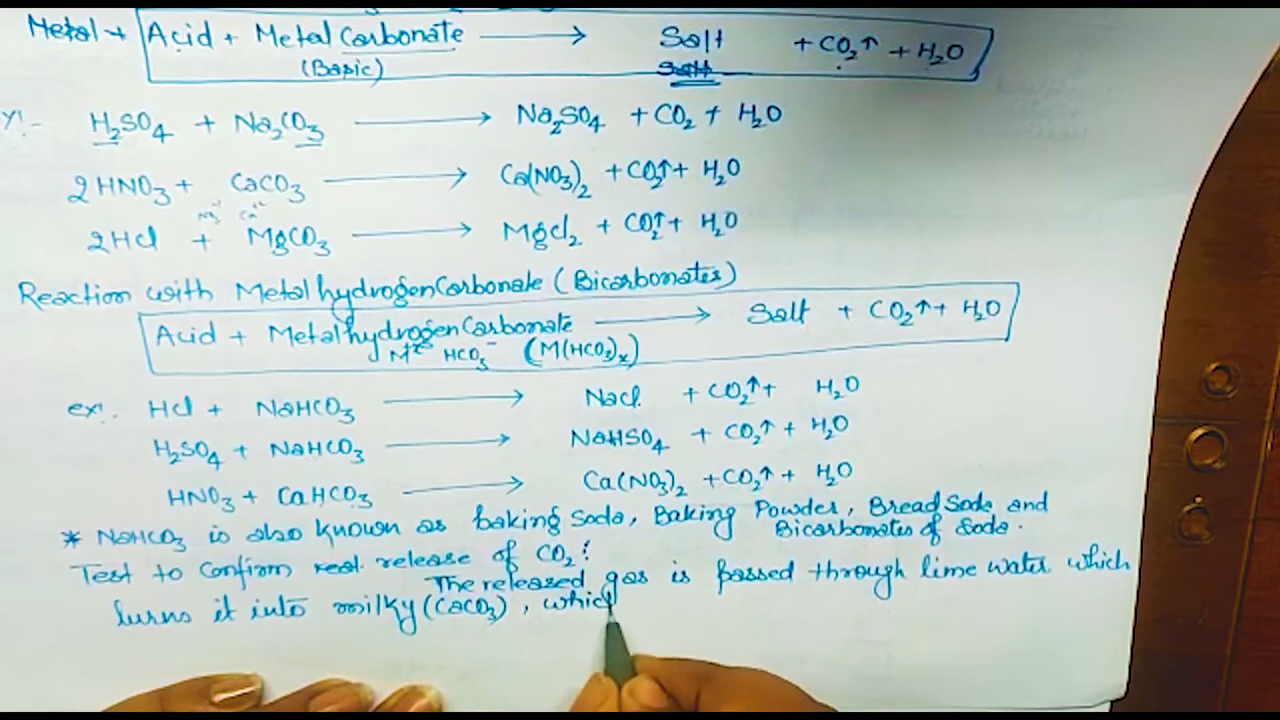 Metal + Acid + Metal Carbonate ⟶ Salt + CO₂↑ + H₂O
(Basic)
H₂SO₄ + Na₂CO₃ ⟶ Na₂SO₄ + CO₂ + H₂O
2HNO₃ + CaCO₃ ⟶ Ca(NO₃)₂ + CO₂↑ + H₂O
2HCl + MgCO₃ ⟶ MgCl₂ + CO₂↑ + H₂O
Reaction with Metal hydrogen Carbonate (Bicarbonates)
Acid + Metal hydrogen Carbonate ⟶ Salt + CO₂↑ + H₂O
HCO₃⁻ (M(HCO₃)ₓ)
ex:. HCl + NaHCO₃ ⟶ NaCl + CO₂↑ + H₂O
H₂SO₄ + NaHCO₃ ⟶ NaHSO₄ + CO₂↑ + H₂O
HNO₃ + CaHCO₃ ⟶ Ca(NO₃)₂ + CO₂↑ + H₂O
* NaHCO₃ is also known as baking Soda, Baking Powder, Bread Soda and
Bicarbonates of Soda.
Test to Confirm release of CO₂:
The released gas is passed through lime water which
turns it into milky (CaCO₃), which